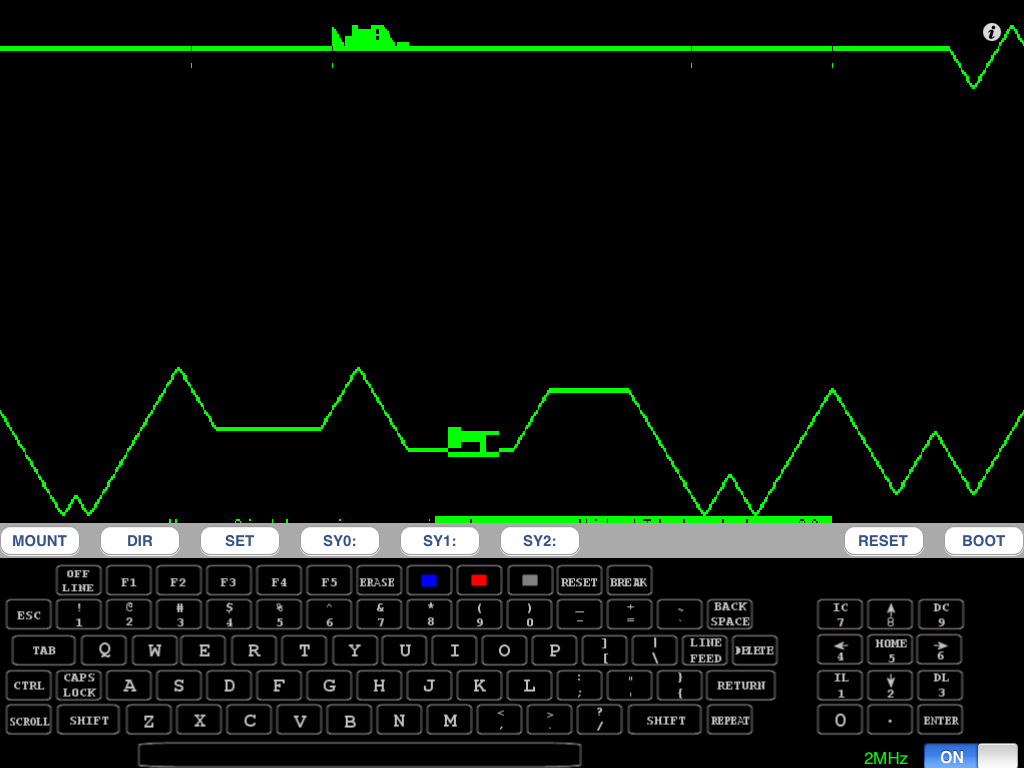 i
MOUNT DIR SET SY0: SY1: SY2: RESET BOOT
OFF LINE F1 F2 F3 F4 F5 ERASE RESET BREAK
ESC ! 1 @ 2 # 3 $ 4 % 5 ^ 6 & 7 * 8 ( 9 ) 0 _ - + = ~ ` BACK SPACE IC 7 8 DC 9
TAB Q W E R T Y U I O P ] [ | \ LINE FEED DELETE 4 HOME 5 6
CTRL CAPS LOCK A S D F G H J K L : ; " ' } { RETURN IL 1 2 DL 3
SCROLL SHIFT Z X C V B N M < , > . ? / SHIFT REPEAT 0 . ENTER
2MHz ON